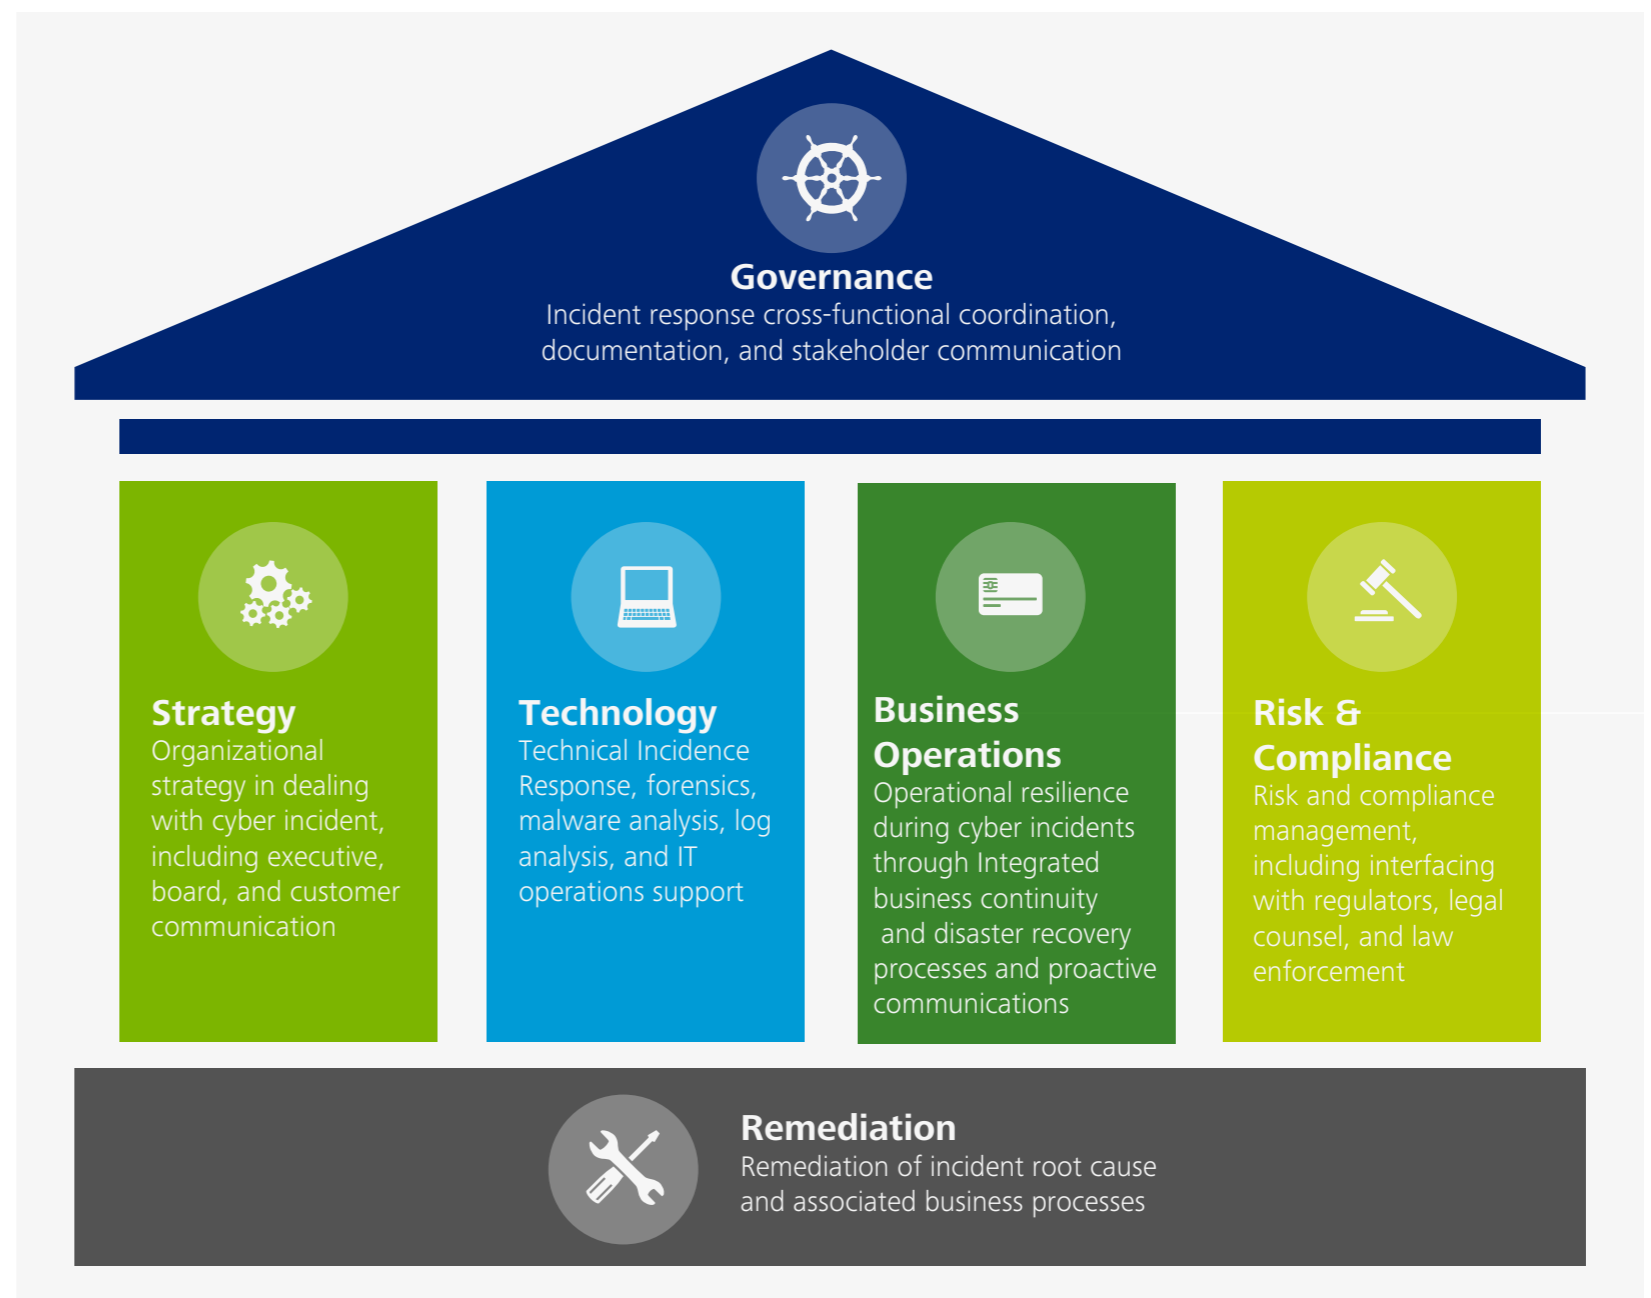 Governance
Incident response cross-functional coordination,
documentation, and stakeholder communication
Strategy
Organizational
strategy in dealing
with cyber incident,
including executive,
board, and customer
communication
Technology
Technical Incidence
Response, forensics,
malware analysis, log
analysis, and IT
operations support
Business
Operations
Operational resilience
during cyber incidents
through Integrated
business continuity
and disaster recovery
processes and proactive
communications
Risk &
Compliance
Risk and compliance
management,
including interfacing
with regulators, legal
counsel, and law
enforcement
Remediation
Remediation of incident root cause
and associated business processes